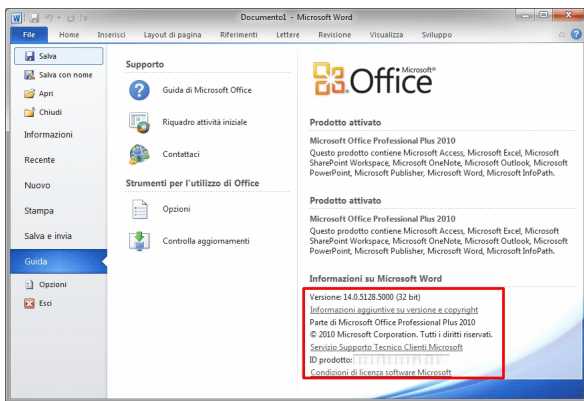 Documento1 - Microsoft Word
File Home Inserisci Layout di pagina Riferimenti Lettere Revisione Visualizza Sviluppo
Salva
Salva con nome
Apri
Chiudi
Informazioni
Recente
Nuovo
Stampa
Salva e invia
Guida
Opzioni
Esci
Supporto
Guida di Microsoft Office
Riquadro attività iniziale
Contattaci
Strumenti per l'utilizzo di Office
Opzioni
Controlla aggiornamenti
Microsoft®
Office
Prodotto attivato
Microsoft Office Professional Plus 2010
Questo prodotto contiene Microsoft Access, Microsoft Excel, Microsoft
SharePoint Workspace, Microsoft OneNote, Microsoft Outlook, Microsoft
PowerPoint, Microsoft Publisher, Microsoft Word, Microsoft InfoPath.
Prodotto attivato
Microsoft Office Professional Plus 2010
Questo prodotto contiene Microsoft Access, Microsoft Excel, Microsoft
SharePoint Workspace, Microsoft OneNote, Microsoft Outlook, Microsoft
PowerPoint, Microsoft Publisher, Microsoft Word, Microsoft InfoPath.
Informazioni su Microsoft Word
Versione: 14.0.5128.5000 (32 bit)
Informazioni aggiuntive su versione e copyright
Parte di Microsoft Office Professional Plus 2010
© 2010 Microsoft Corporation. Tutti i diritti riservati.
Servizio Supporto Tecnico Clienti Microsoft
ID prodotto:
Condizioni di licenza software Microsoft